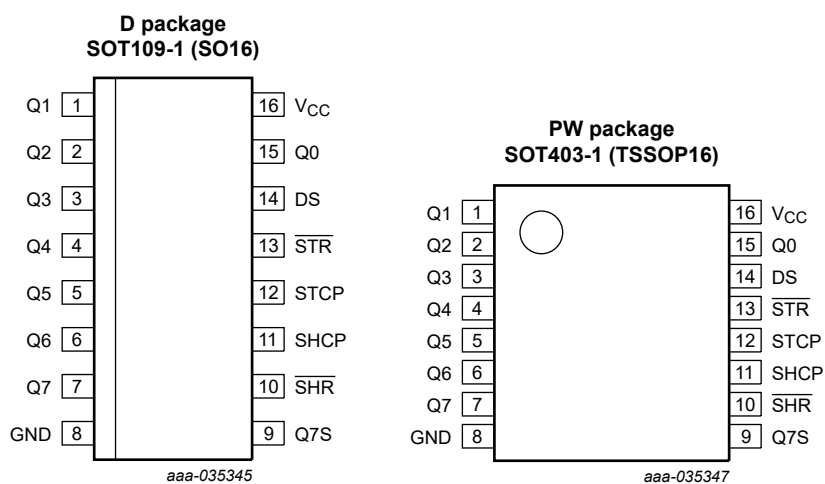 D package
SOT109-1 (SO16)
Q1 1 16 VCC
Q2 2 15 Q0
Q3 3 14 DS
Q4 4 13 STR
Q5 5 12 STCP
Q6 6 11 SHCP
Q7 7 10 SHR
GND 8 9 Q7S
aaa-035345
PW package
SOT403-1 (TSSOP16)
Q1 1 16 VCC
Q2 2 15 Q0
Q3 3 14 DS
Q4 4 13 STR
Q5 5 12 STCP
Q6 6 11 SHCP
Q7 7 10 SHR
GND 8 9 Q7S
aaa-035347